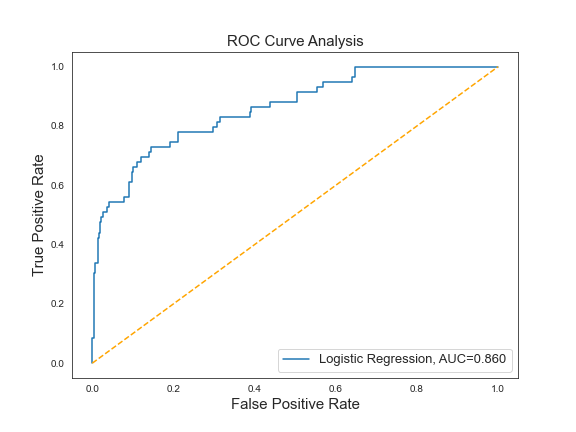 ROC Curve Analysis
1.0
0.8
0.6
0.4
0.2
0.0
True Positive Rate
Logistic Regression, AUC=0.860
0.0 0.2 0.4 0.6 0.8 1.0
False Positive Rate